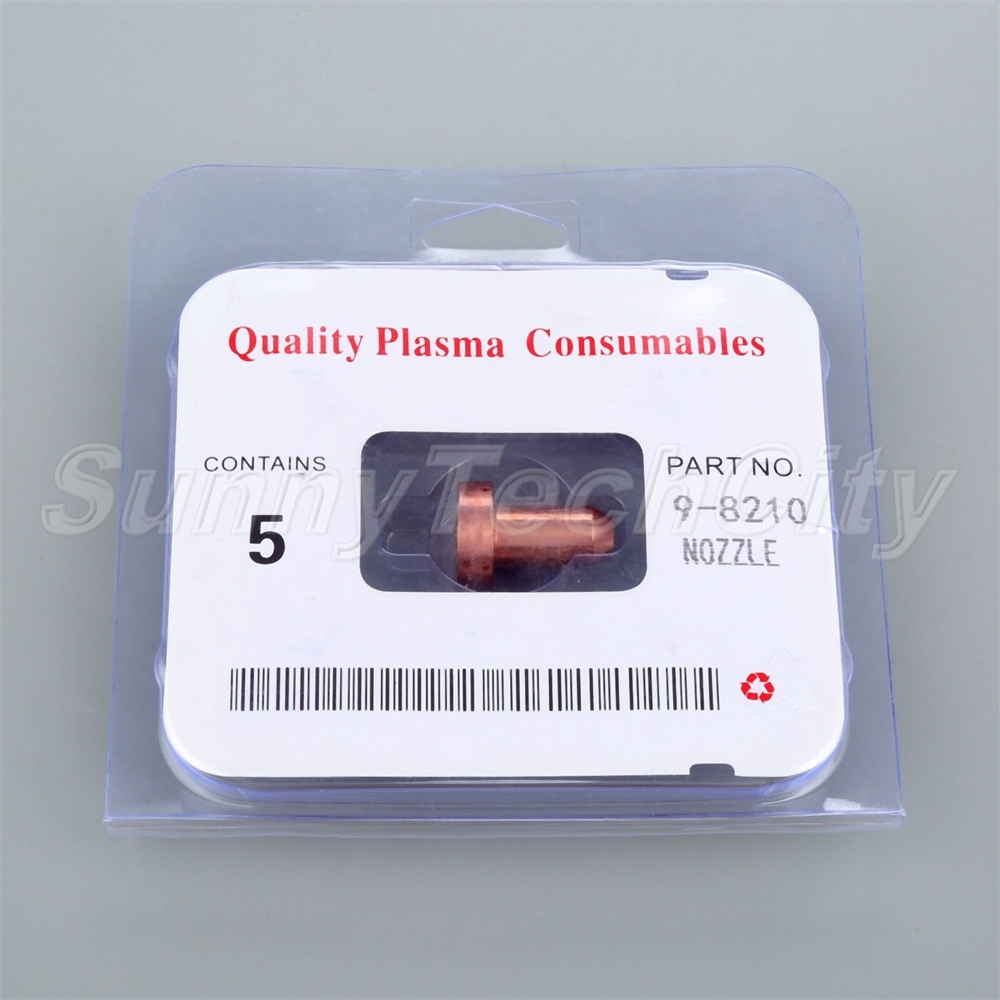 Quality Plasma Consumables
CONTAINS
5
PART NO.
9-8210
NOZZLE
SunnyTechCity